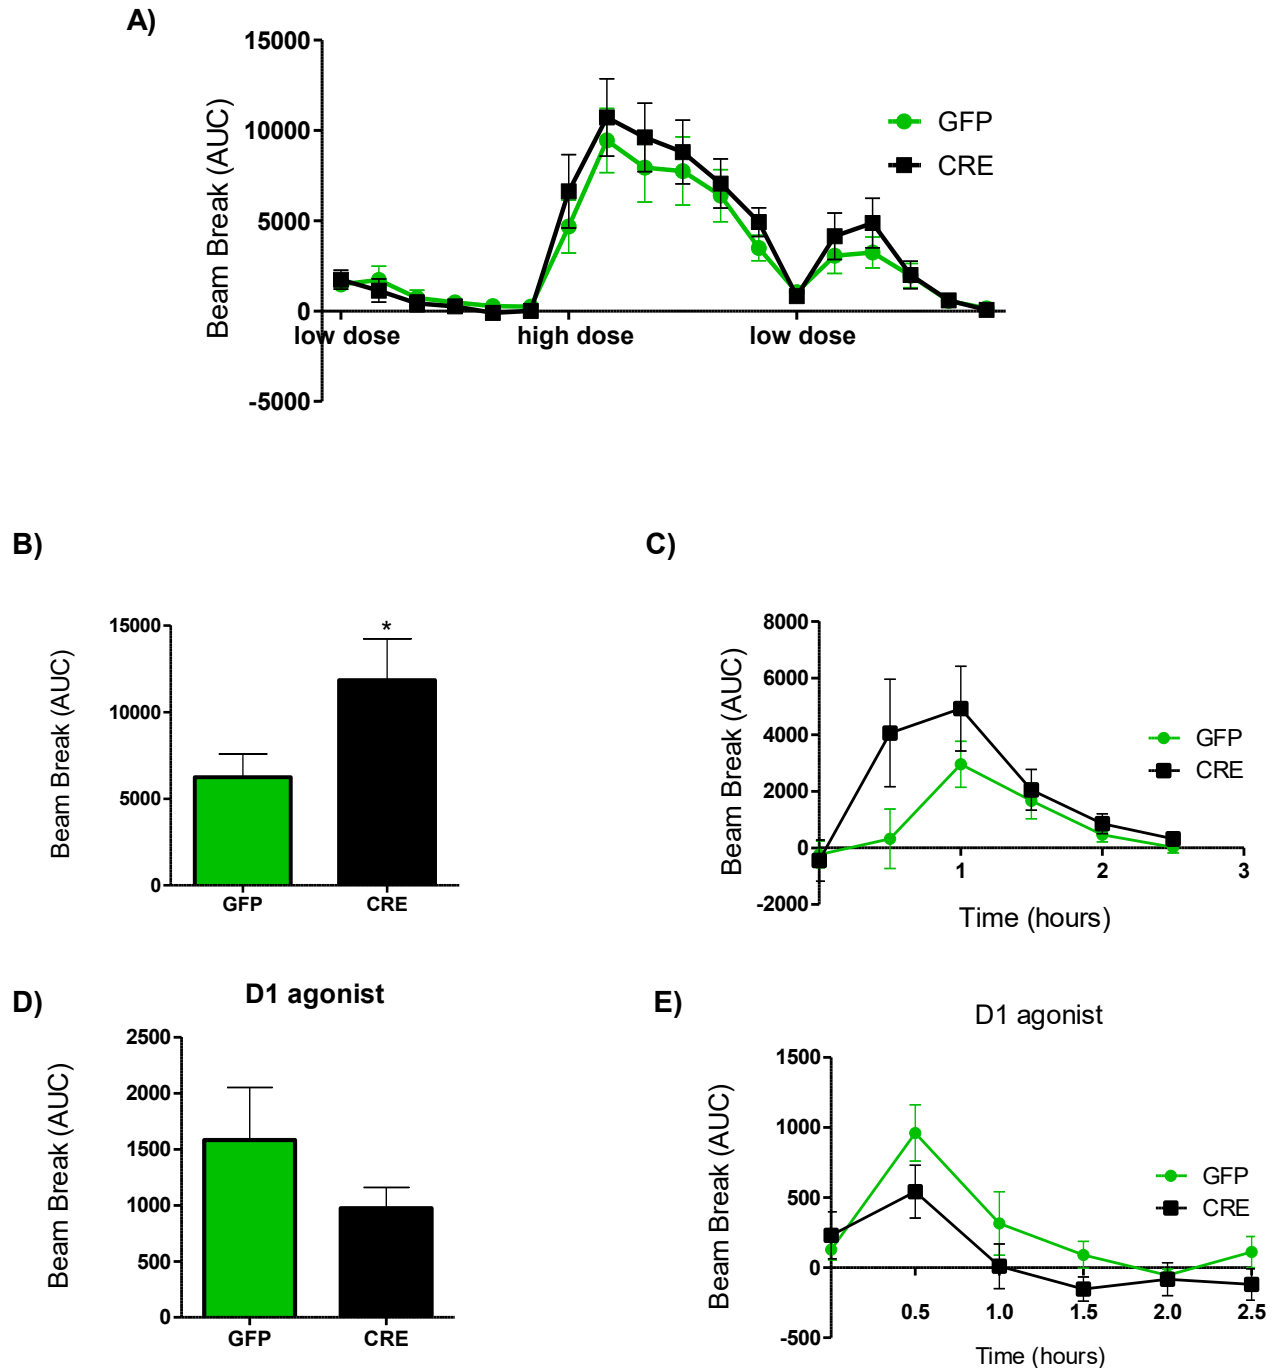 A)
15000
10000
5000
0
-5000
Beam Break (AUC)
low dose
high dose
low dose
GFP
CRE
B)
15000
10000
5000
0
Beam Break (AUC)
*
GFP
CRE
C)
8000
6000
4000
2000
0
-2000
Beam Break (AUC)
1
2
3
Time (hours)
GFP
CRE
D)
D1 agonist
2500
2000
1500
1000
500
0
Beam Break (AUC)
GFP
CRE
E)
D1 agonist
1500
1000
500
0
-500
Beam Break (AUC)
0.5
1.0
1.5
2.0
2.5
Time (hours)
GFP
CRE